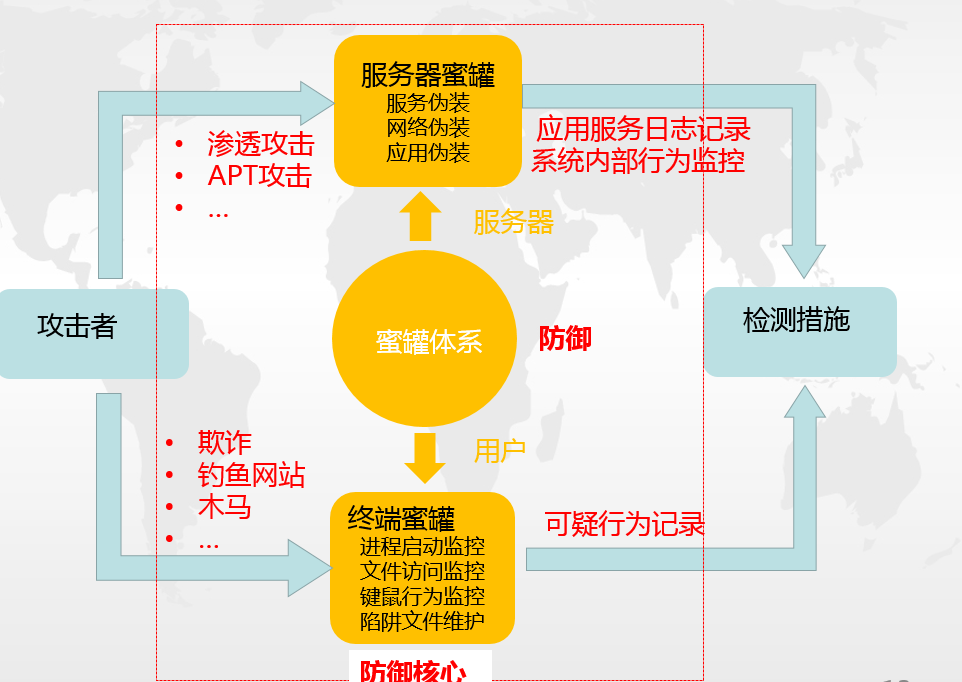 服务器蜜罐
服务伪装
网络伪装
应用伪装
• 渗透攻击
• APT攻击
• ...
应用服务日志记录
系统内部行为监控
服务器
攻击者
蜜罐体系
防御
检测措施
用户
• 欺诈
• 钓鱼网站
• 木马
• ...
终端蜜罐
进程启动监控
文件访问监控
键鼠行为监控
陷阱文件维护
可疑行为记录
防御核心